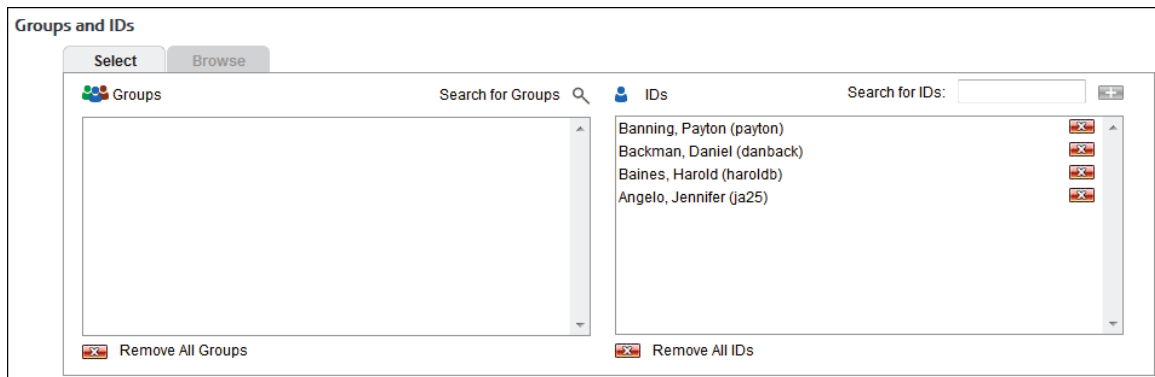 Groups and IDs
Select Browse
Groups Search for Groups IDs Search for IDs:
Banning, Payton (payton)
Backman, Daniel (danback)
Baines, Harold (haroldb)
Angelo, Jennifer (ja25)
Remove All Groups Remove All IDs